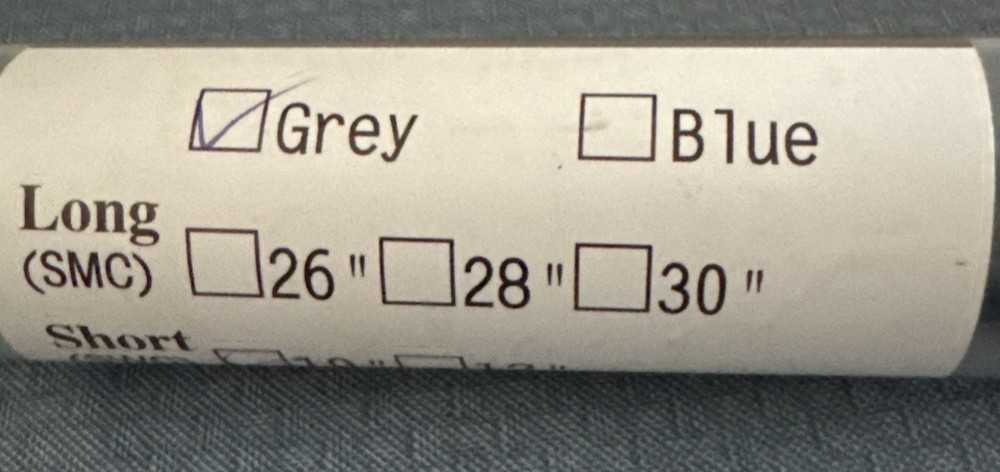 ☑Grey ☐Blue
Long
(SMC) ☐26" ☐28" ☐30"
Short